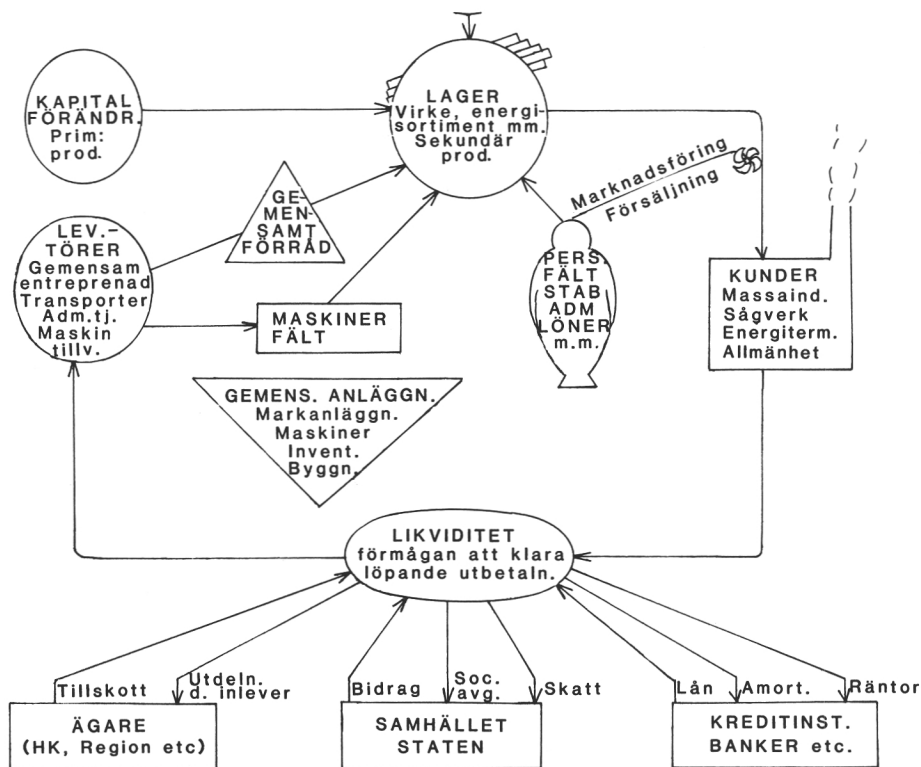 KAPITAL
FÖRÄNDR.
Prim:
prod.
LAGER
Virke, energi-
sortiment mm.
Sekundär
prod.
Marknadsföring
Försäljning
GE-
MEN-
SAMT
FÖRRÅD
LEV.-
TÖRER
Gemensam
entreprenad
Transporter
Adm.tj.
Maskin
tillv.
MASKINER
FÄLT
PERS.
FÄLT
STAB
ADM
LÖNER
m.m.
KUNDER
Massaind.
Sågverk
Energiterm.
Allmänhet
GEMENS. ANLÄGGN.
Markanläggn.
Maskiner
Invent.
Byggn.
LIKVIDITET
förmågan att klara
löpande utbetaln.
Tillskott
Utdeln.
d. inlever
Bidrag
Soc.
avg.
Skatt
Lån
Amort.
Räntor
ÄGARE
(HK, Region etc)
SAMHÄLLET
STATEN
KREDITINST.
BANKER etc.